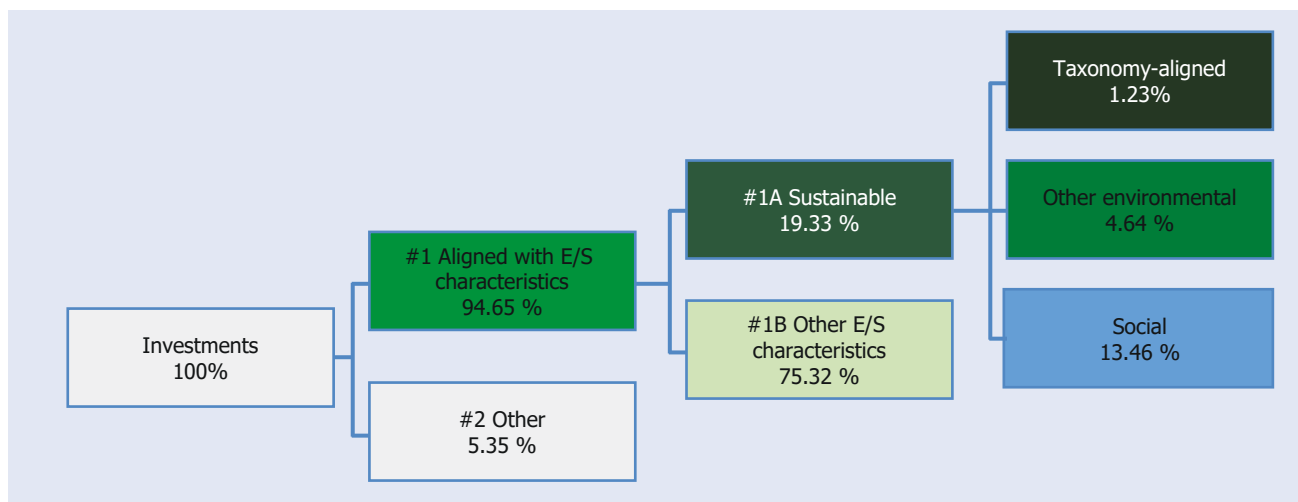 Investments
100%
#1 Aligned with E/S
characteristics
94.65 %
#2 Other
5.35 %
#1A Sustainable
19.33 %
#1B Other E/S
characteristics
75.32 %
Taxonomy-aligned
1.23%
Other environmental
4.64 %
Social
13.46 %